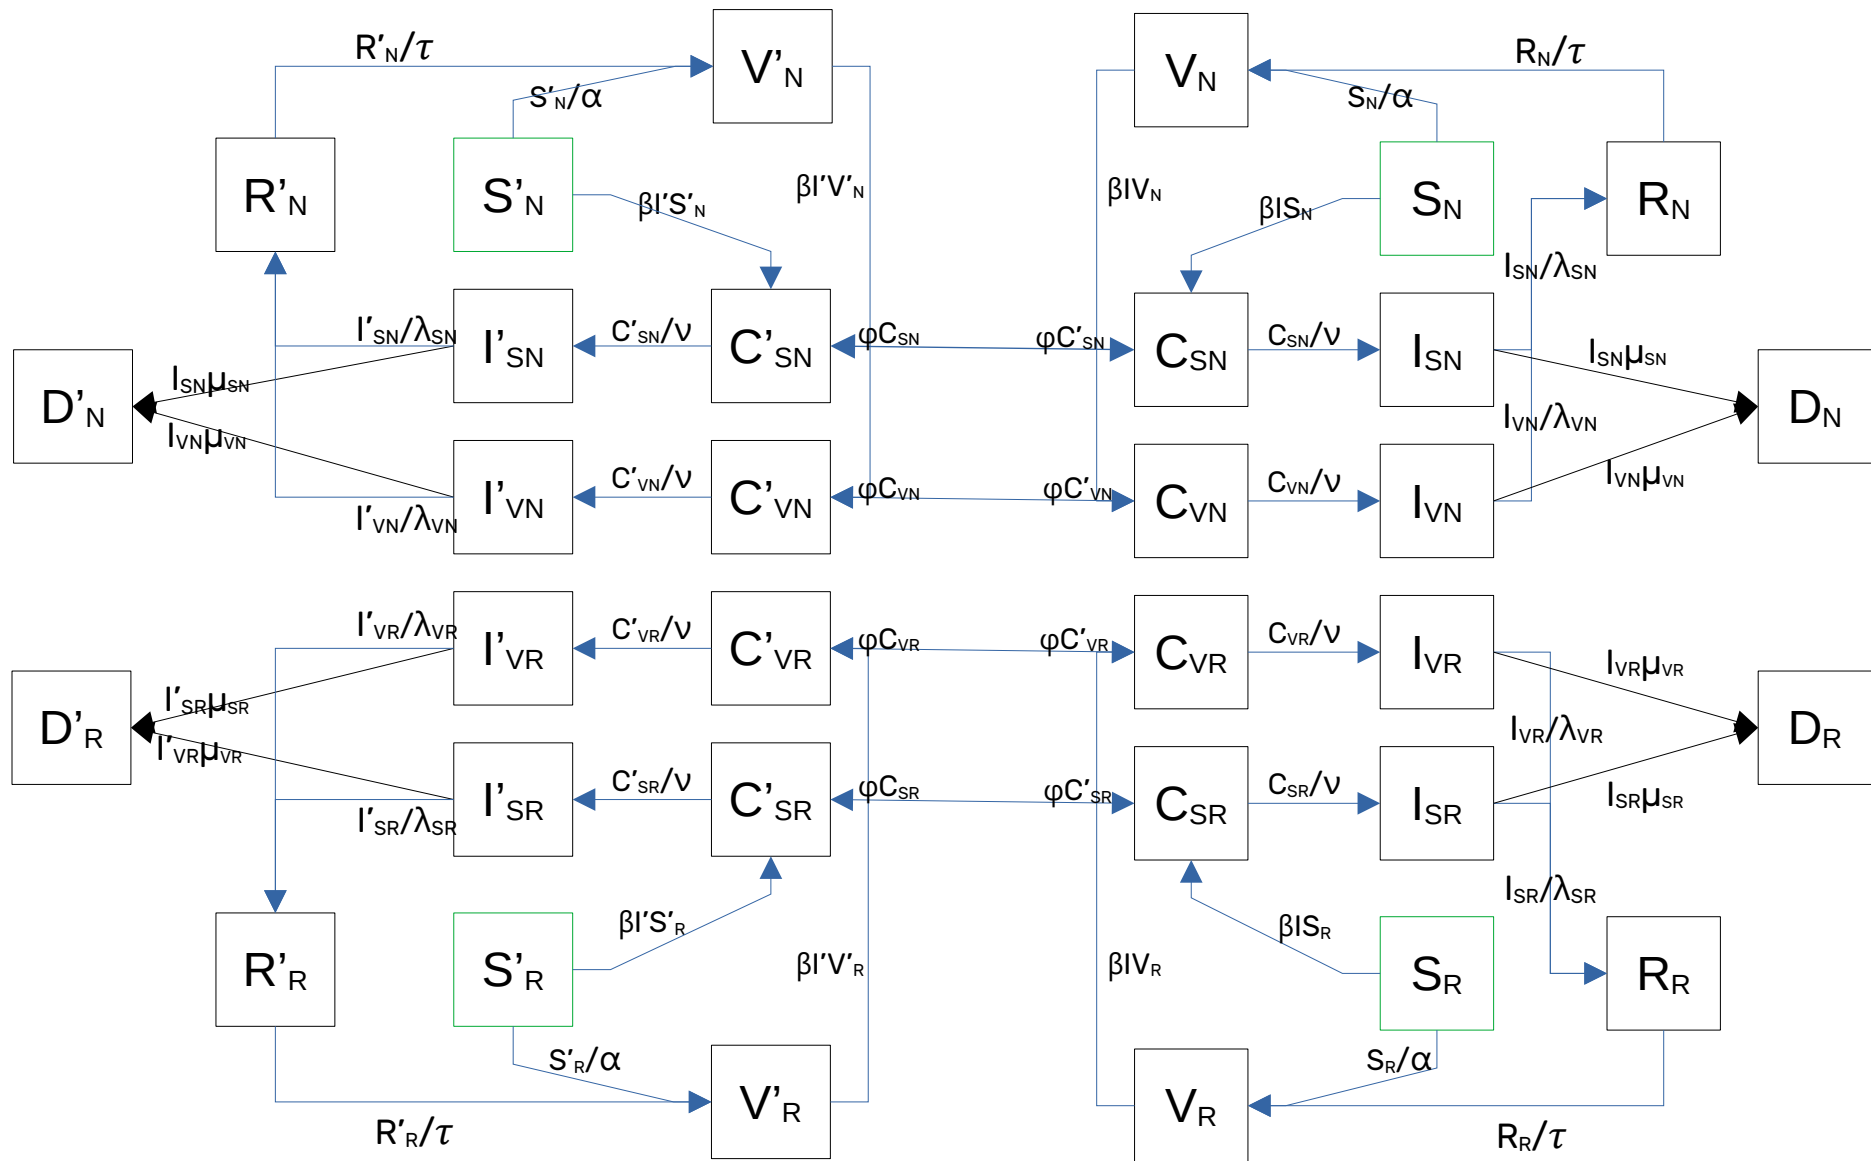 R'N/τ
V'N
VN
RN/τ
S'N/α
SN/α
R'N
S'N
βI'S'N
βI'V'N
βIVN
βISN
SN
RN
ISN/λSN
I'SN/λSN
I'SN
C'SN/ν
C'SN
φCSN
φC'SN
CSN
CSN/ν
ISN
ISNμSN
D'N
ISNμSN
IVNμVN
IVN/λVN
DN
I'VN/λVN
I'VN
C'VN/ν
C'VN
φCVN
φC'VN
CVN
CVN/ν
IVN
IVNμVN
I'VR/λVR
I'VR
C'VR/ν
C'VR
φCVR
φC'VR
CVR
CVR/ν
IVR
IVRμVR
D'R
I'SRμSR
I'VRμVR
IVR/λVR
DR
I'SR/λSR
I'SR
C'SR/ν
C'SR
φCSR
φC'SR
CSR
CSR/ν
ISR
ISRμSR
ISR/λSR
R'R
S'R
βI'S'R
βI'V'R
βIVR
βISR
SR
RR
S'R/α
SR/α
V'R
VR
R'R/τ
RR/τ